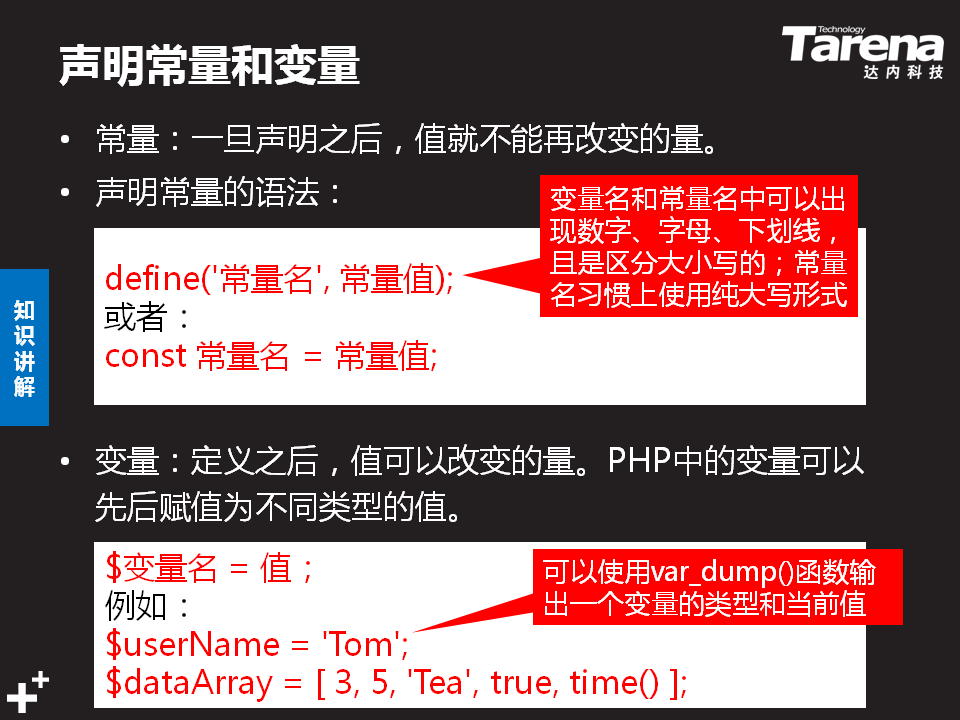 声明常量和变量
Technology
Tarena
达内科技
• 常量：一旦声明之后，值就不能再改变的量。
• 声明常量的语法：
变量名和常量名中可以出
现数字、字母、下划线，
且是区分大小写的；常量
名习惯上使用纯大写形式
define('常量名', 常量值);
或者：
const 常量名 = 常量值;
知识讲解
• 变量：定义之后，值可以改变的量。PHP中的变量可以
先后赋值为不同类型的值。
$变量名 = 值；
例如：
可以使用var_dump()函数输
出一个变量的类型和当前值
$userName = 'Tom';
$dataArray = [ 3, 5, 'Tea', true, time() ];